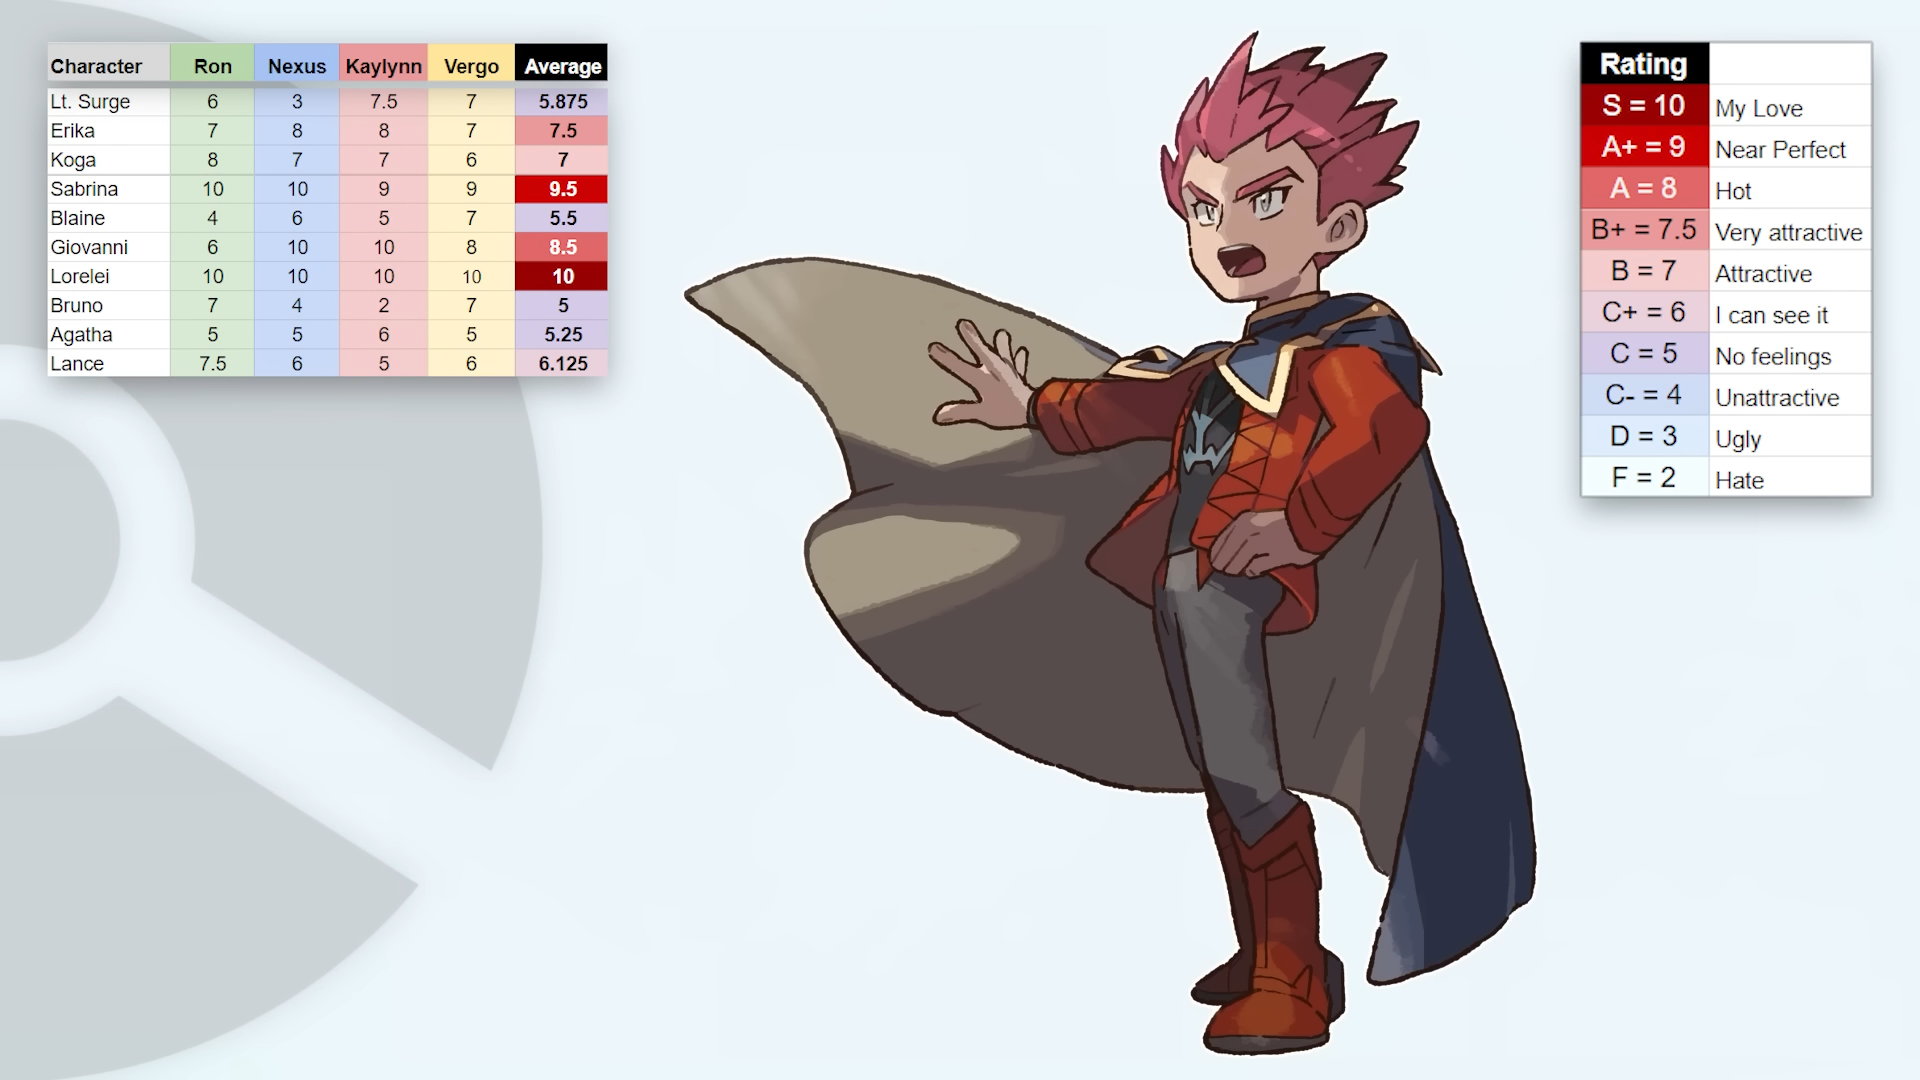 Character Ron Nexus Kaylynn Vergo Average
Lt. Surge 6 3 7.5 7 5.875
Erika 7 8 8 7 7.5
Koga 8 7 7 6 7
Sabrina 10 10 9 9 9.5
Blaine 4 6 5 7 5.5
Giovanni 6 10 10 8 8.5
Lorelei 10 10 10 10 10
Bruno 7 4 2 7 5
Agatha 5 5 6 5 5.25
Lance 7.5 6 5 6 6.125
Rating
S = 10 My Love
A+ = 9 Near Perfect
A = 8 Hot
B+ = 7.5 Very attractive
B = 7 Attractive
C+ = 6 I can see it
C = 5 No feelings
C- = 4 Unattractive
D = 3 Ugly
F = 2 Hate